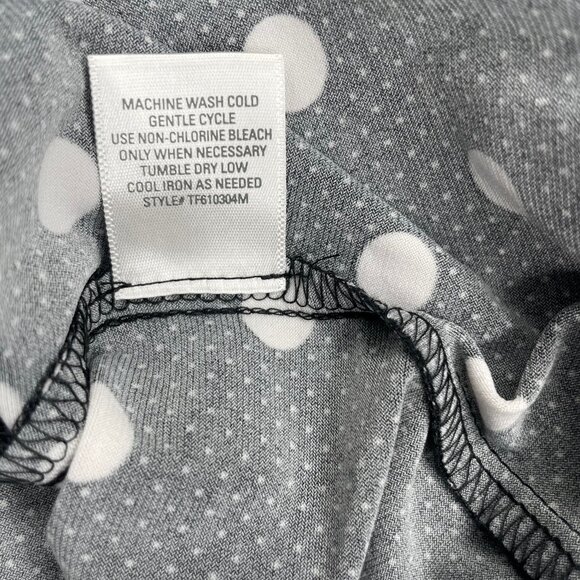 MACHINE WASH COLD
GENTLE CYCLE
USE NON-CHLORINE BLEACH
ONLY WHEN NECESSARY
TUMBLE DRY LOW
COOL IRON AS NEEDED
STYLE# TF610304M